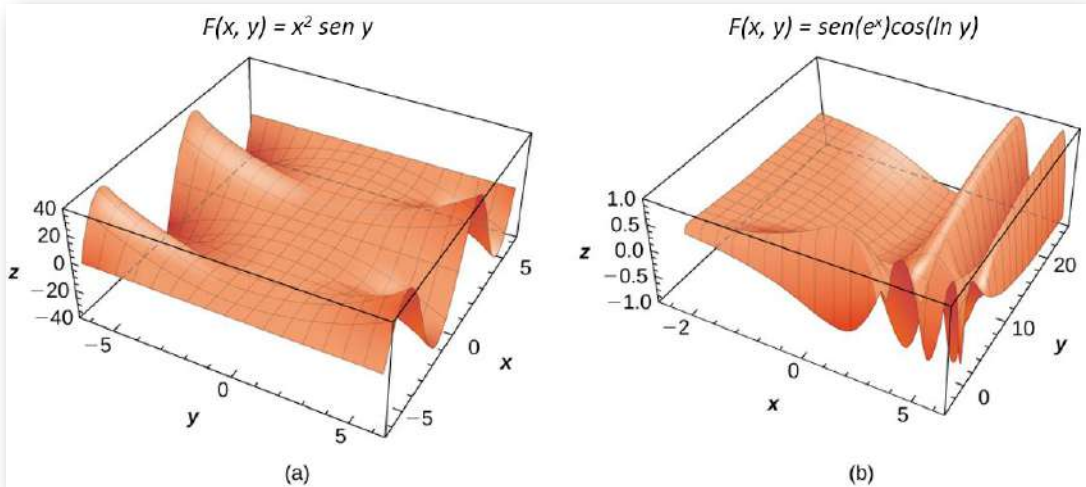 F(x, y) = x² sen y
F(x, y) = sen(eˣ)cos(ln y)
40
20
0
−20
−40
z
−5
0
5
y
5
0
−5
x
(a)
1.0
0.5
0.0
−0.5
−1.0
z
−2
0
5
x
20
10
0
y
(b)